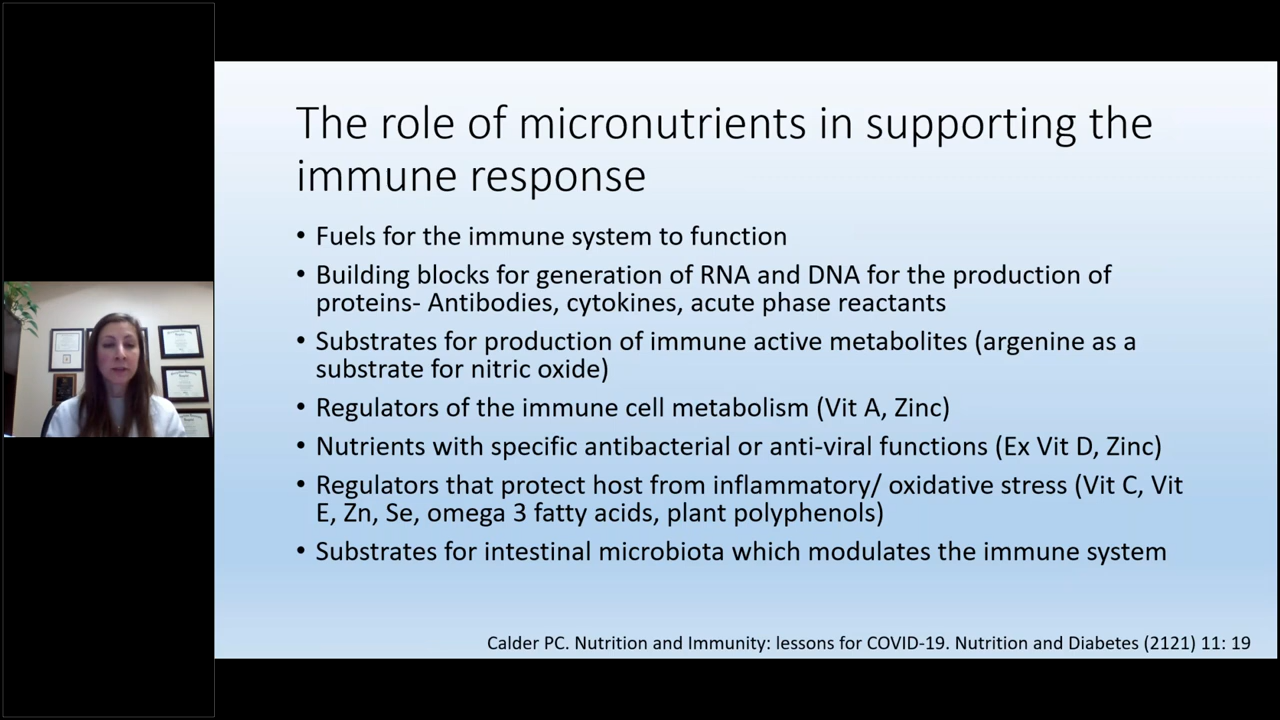 The role of micronutrients in supporting the
immune response
• Fuels for the immune system to function
• Building blocks for generation of RNA and DNA for the production of
proteins- Antibodies, cytokines, acute phase reactants
• Substrates for production of immune active metabolites (argenine as a
substrate for nitric oxide)
• Regulators of the immune cell metabolism (Vit A, Zinc)
• Nutrients with specific antibacterial or anti-viral functions (Ex Vit D, Zinc)
• Regulators that protect host from inflammatory/ oxidative stress (Vit C, Vit
E, Zn, Se, omega 3 fatty acids, plant polyphenols)
• Substrates for intestinal microbiota which modulates the immune system
Calder PC. Nutrition and Immunity: lessons for COVID-19. Nutrition and Diabetes (2121) 11: 19